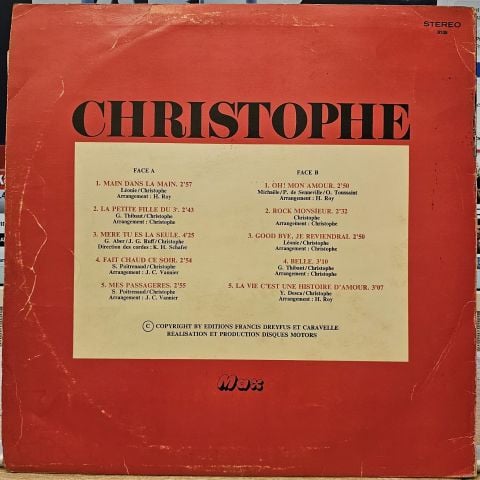 STEREO
CHRISTOPHE
FACE A
1. MAIN DANS LA MAIN. 2'57
Léonie/Christophe
Arrangement : H. Roy
2. LA PETITE FILLE DU 3e. 2'43
G. Thibaut/Christophe
Arrangement : Christophe
3. MERE TU ES LA SEULE. 4'25
G. Aber/J. G. Ruff/Christophe
Direction des cordes : K. H. Schafer
4. FAIT CHAUD CE SOIR. 2'54
S. Poitrenaud/Christophe
Arrangement : J. C. Vannier
5. MES PASSAGERES. 2'55
S. Poitrenaud/Christophe
Arrangement : J. C. Vannier
FACE B
1. OH! MON AMOUR. 2'50
Michaële/P. de Senneville/O. Toussaint
Arrangement : H. Roy
2. ROCK MONSIEUR. 2'32
Christophe
Arrangement : Christophe
3. GOOD BYE, JE REVIENDRAI. 2'50
Léonie/Christophe
Arrangement : Christophe
4. BELLE. 3'10
G. Thibaut/Christophe
Arrangement : Christophe
5. LA VIE C'EST UNE HISTOIRE D'AMOUR. 3'07
Y. Desca/Christophe
Arrangement : H. Roy
© COPYRIGHT BY EDITIONS FRANCIS DREYFUS ET CARAVELLE
REALISATION ET PRODUCTION DISQUES MOTORS
Max